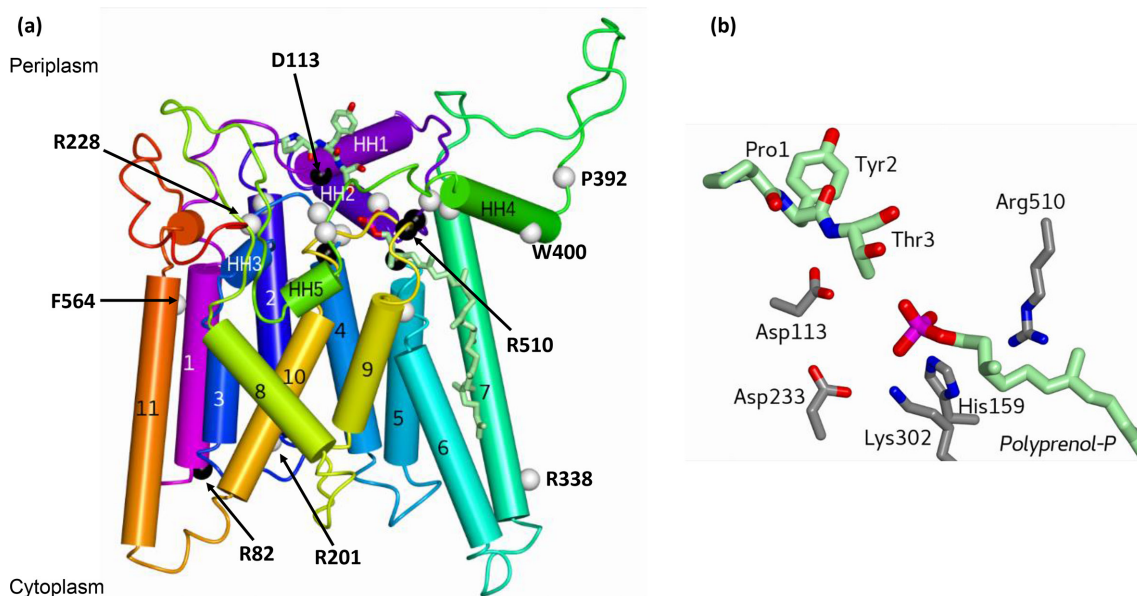 (a)
Periplasm
D113
R228
HH1
HH2
P392
HH4
W400
HH3
HH5
F564
2
4
R510
1
9
10
8
3
7
11
5
6
R338
R82
R201
Cytoplasm
(b)
Pro1
Tyr2
Arg510
Thr3
Asp113
Asp233
His159
Lys302
Polyprenol-P